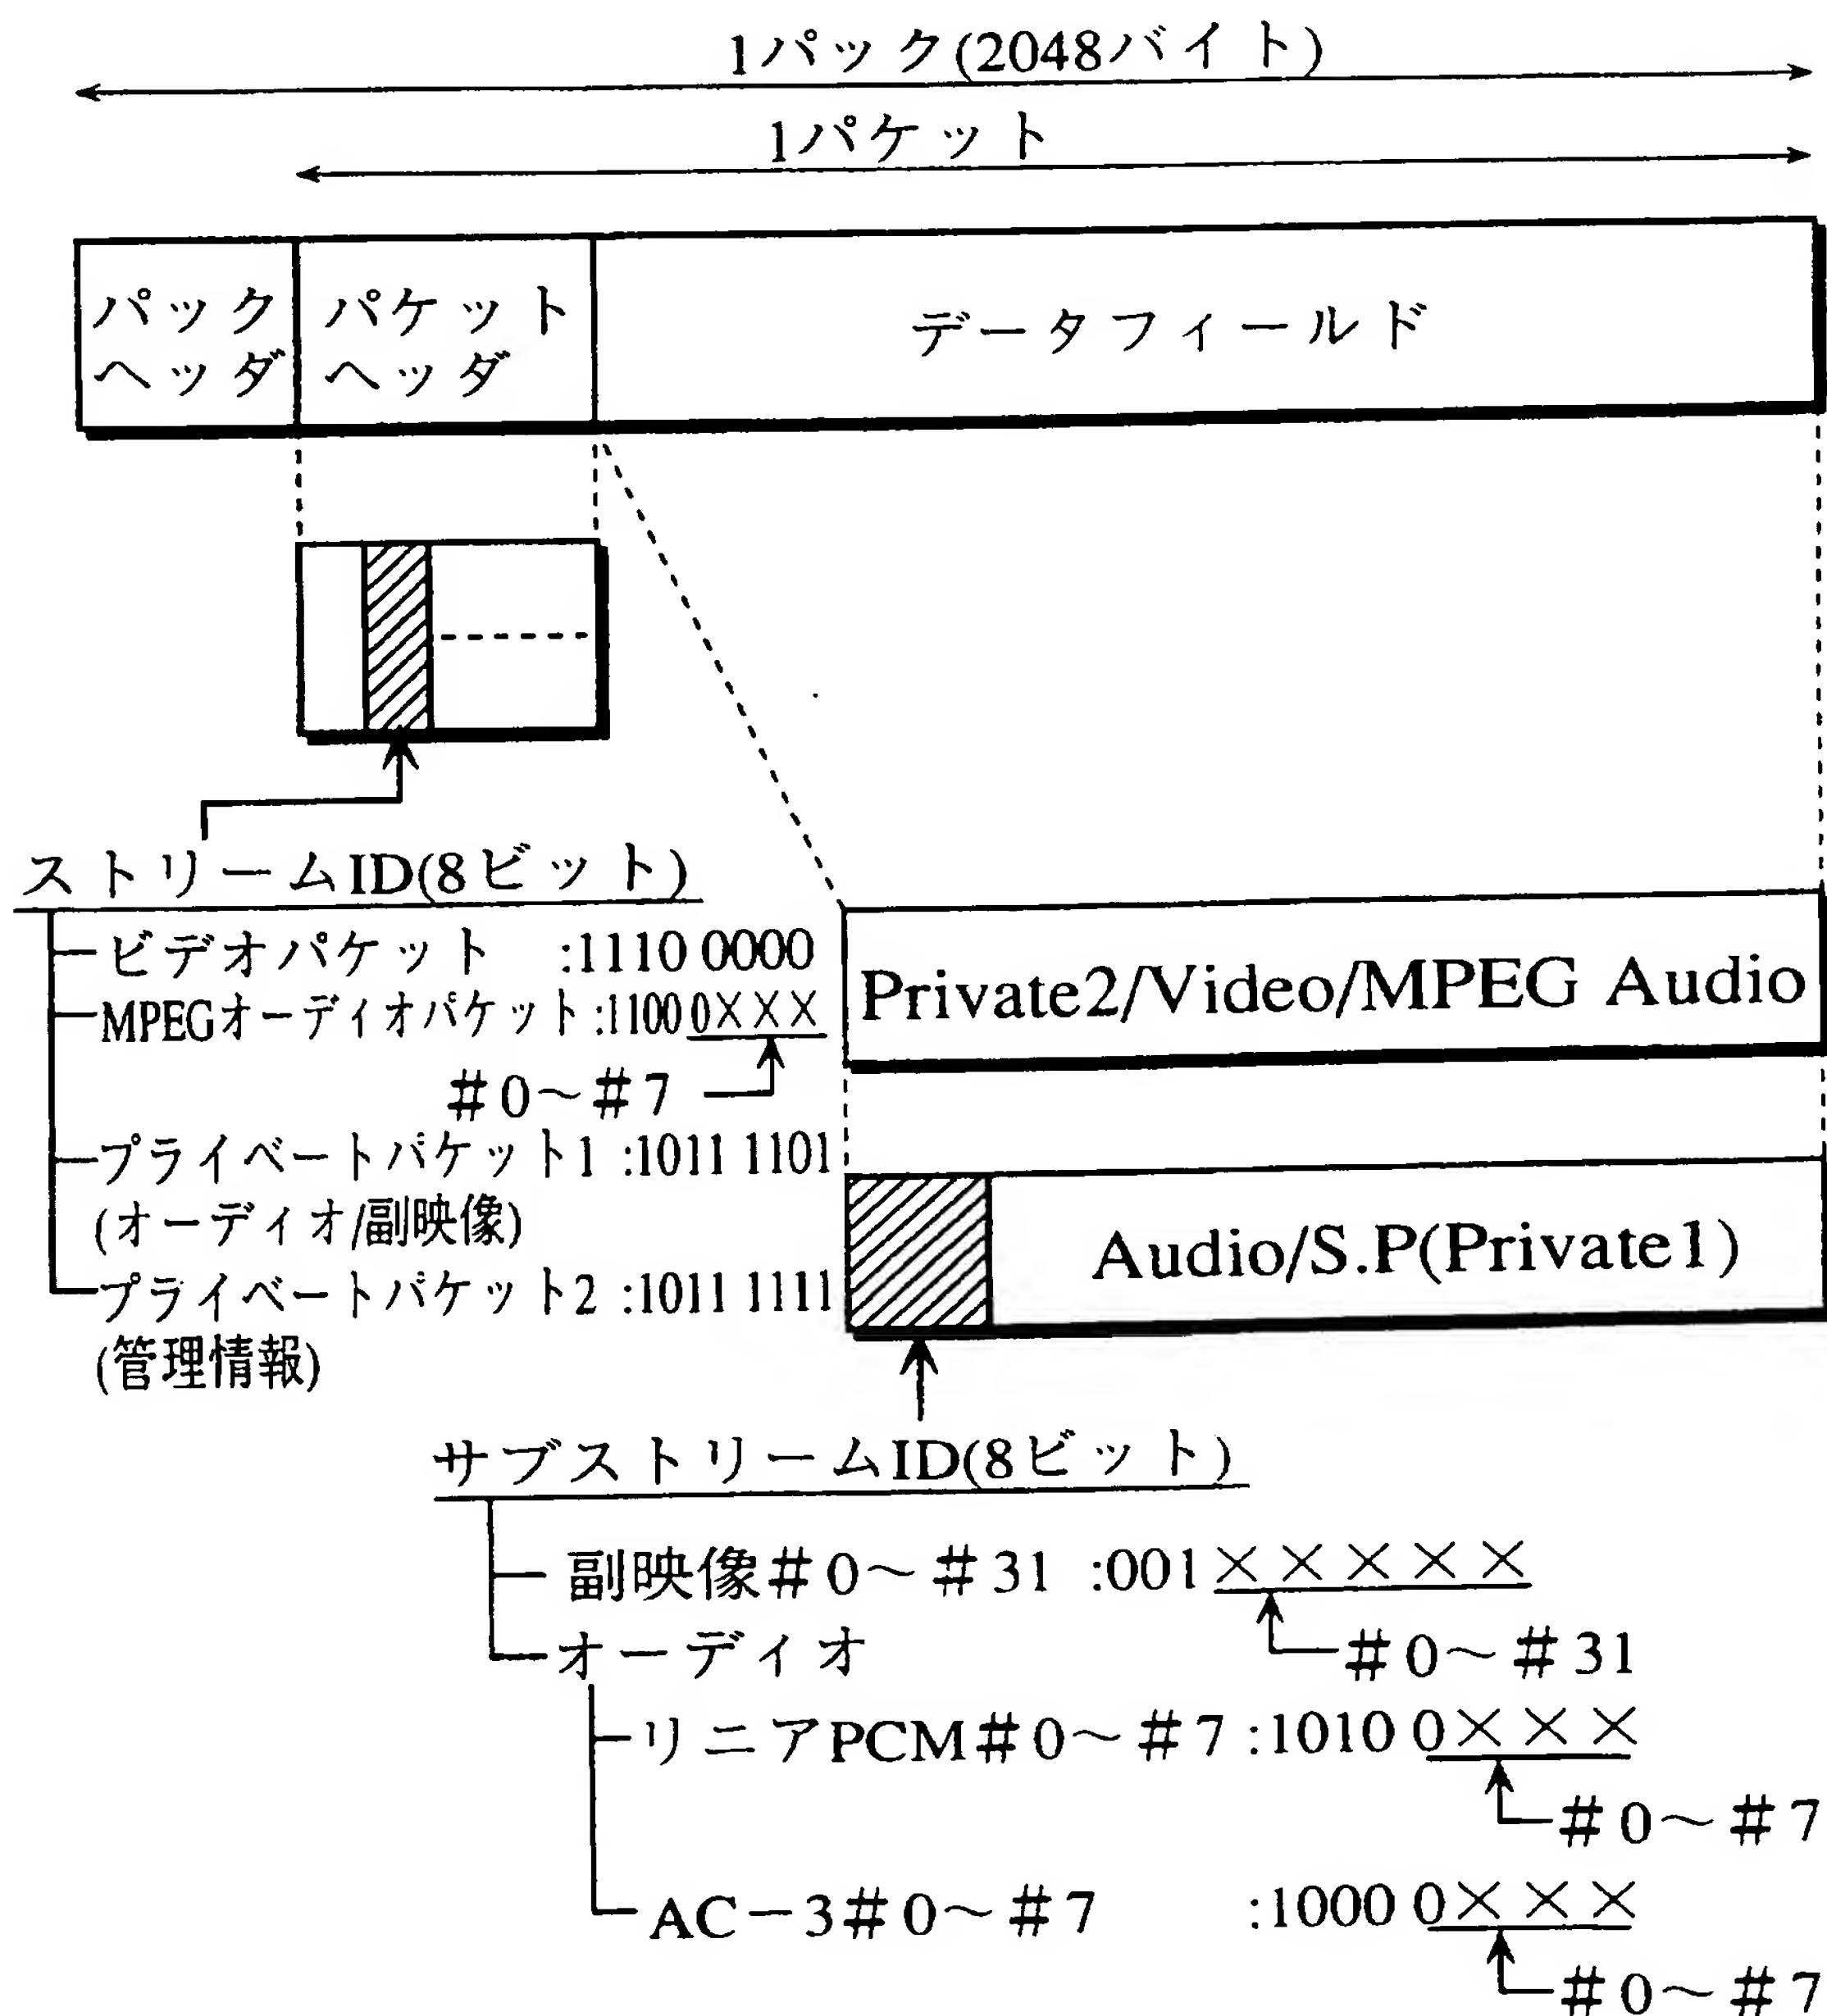 1パック(2048バイト)
1パケット
パック
ヘッダ
パケット
ヘッダ
データフィールド
ストリームID(8ビット)
ビデオパケット :1110 0000
MPEGオーディオパケット:1100 0×××
#0～#7
プライベートパケット1 :1011 1101
(オーディオ/副映像)
プライベートパケット2 :1011 1111
(管理情報)
Private2/Video/MPEG Audio
Audio/S.P(Private1)
サブストリームID(8ビット)
副映像#0～#31 :001×××××
#0～#31
オーディオ
リニアPCM#0～#7 :1010 0×××
#0～#7
AC-3#0～#7 :1000 0×××
#0～#7